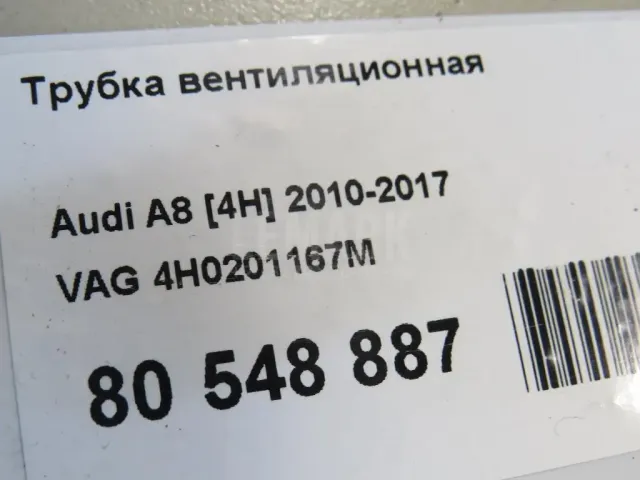 Трубка вентиляционная
Audi A8 [4H] 2010-2017
VAG 4H0201167M
80 548 887